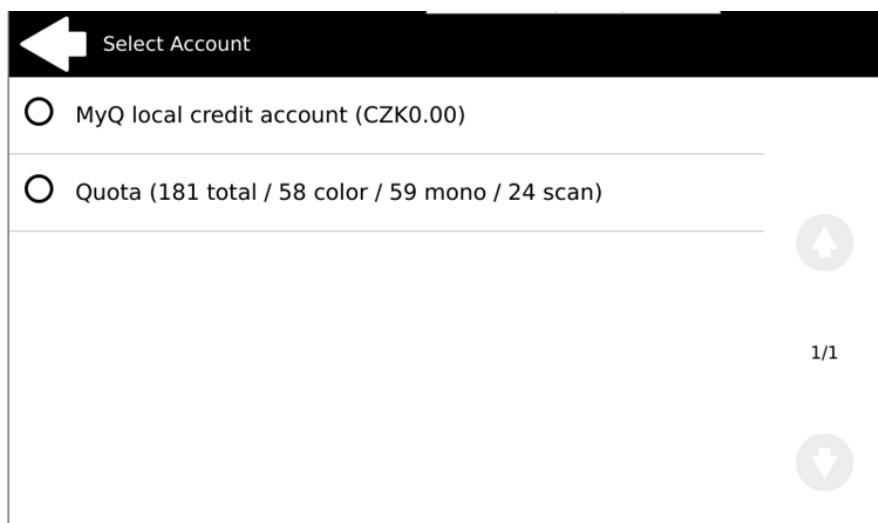 Select Account
MyQ local credit account (CZK0.00)
Quota (181 total / 58 color / 59 mono / 24 scan)
1/1